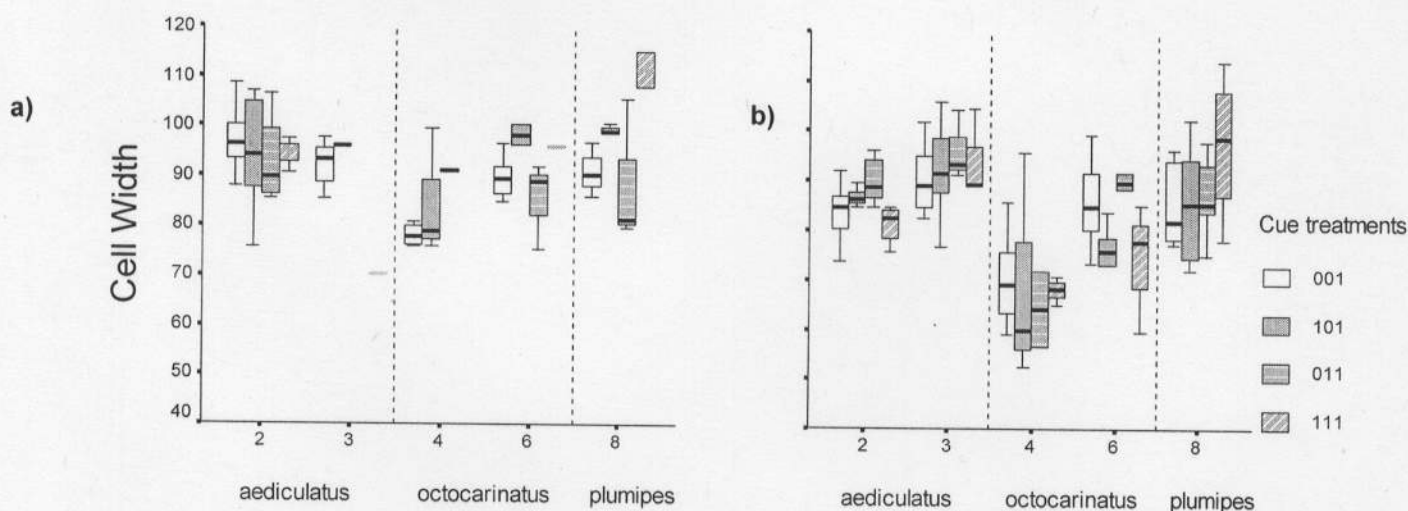 a)
Cell Width
120
110
100
90
80
70
60
50
40
2 3 4 6 8
aediculatus octocarinatus plumipes
b)
2 3 4 6 8
aediculatus octocarinatus plumipes
Cue treatments
001
101
011
111